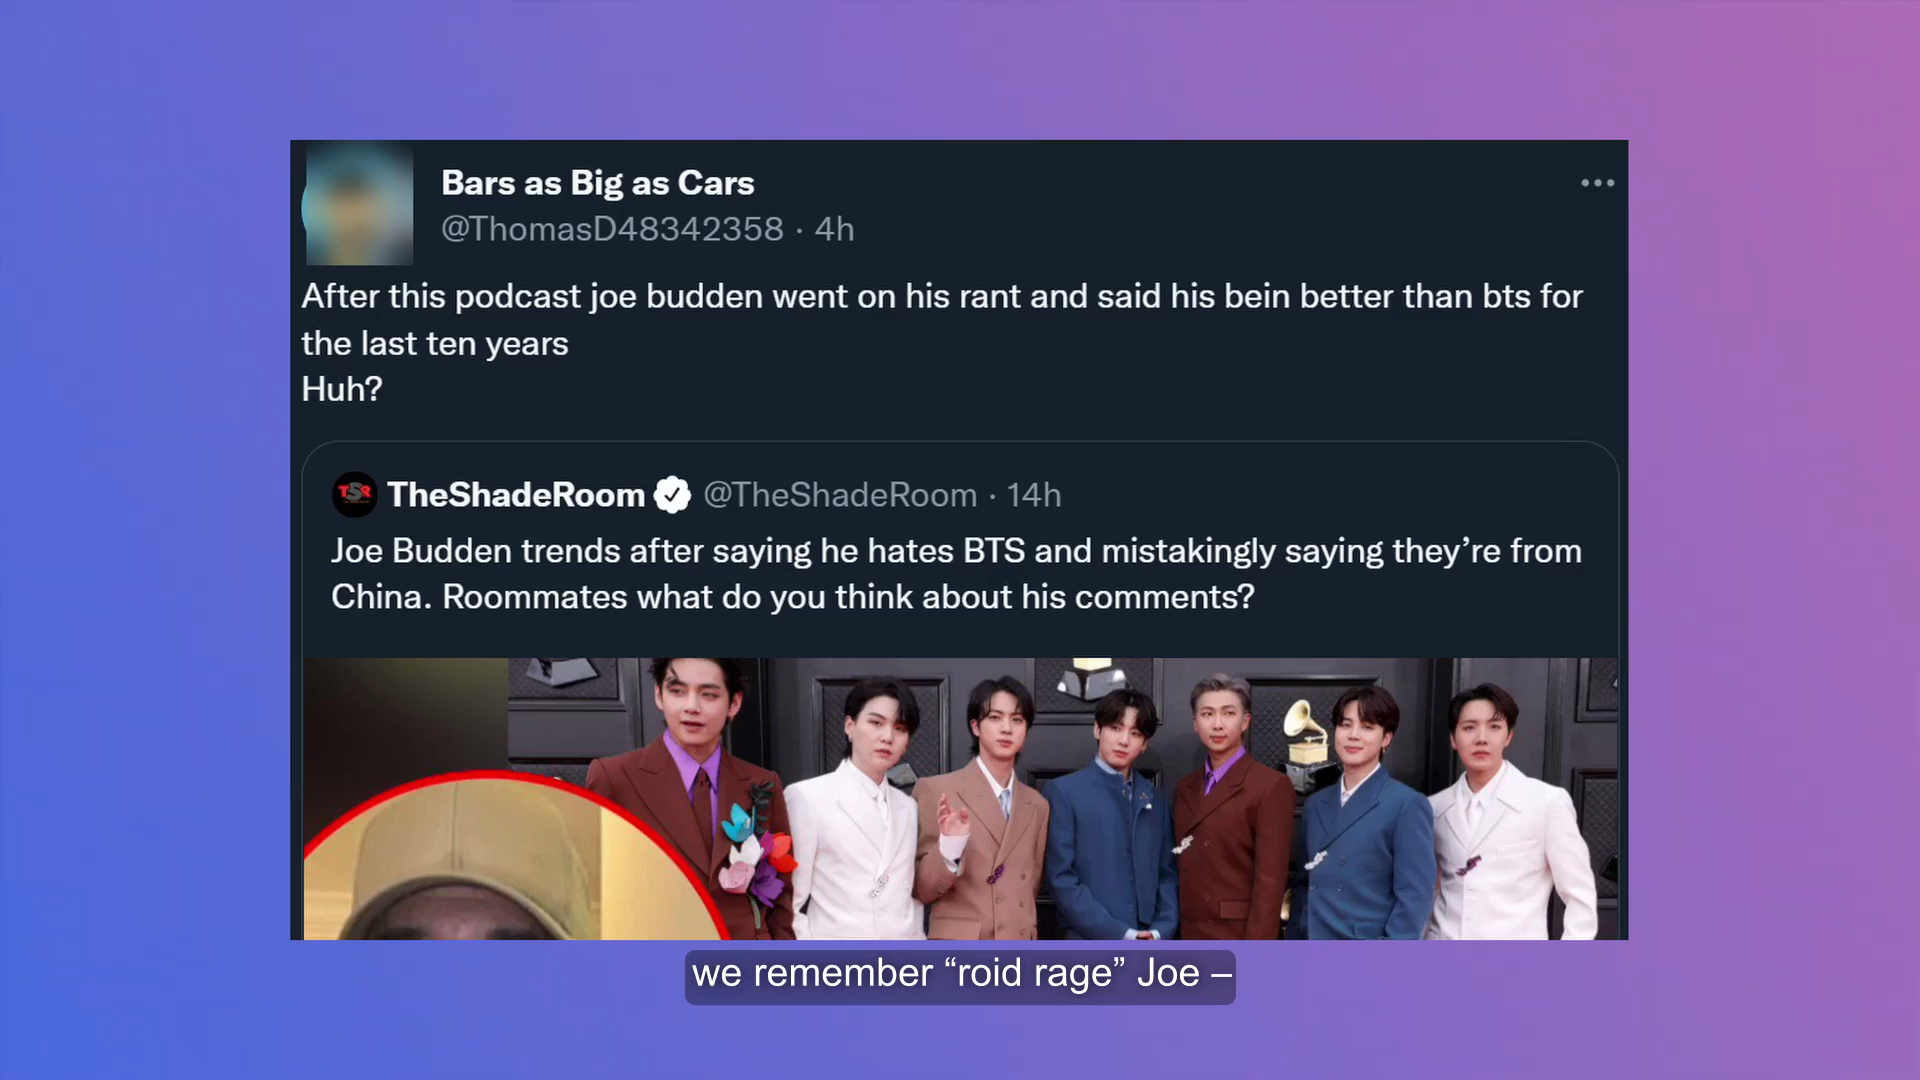 Bars as Big as Cars
@ThomasD48342358 · 4h
After this podcast joe budden went on his rant and said his bein better than bts for
the last ten years
Huh?
TSR
TheShadeRoom @TheShadeRoom · 14h
Joe Budden trends after saying he hates BTS and mistakingly saying they’re from
China. Roommates what do you think about his comments?
we remember “roid rage” Joe –